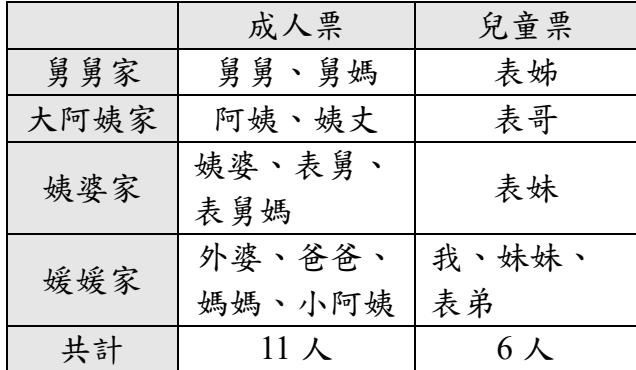 成人票 兒童票
舅舅家 舅舅、舅媽 表姊
大阿姨家 阿姨、姨丈 表哥
姨婆家 姨婆、表舅、
表舅媽 表妹
媛媛家 外婆、爸爸、 我、妹妹、
媽媽、小阿姨 表弟
共計 11 人 6 人